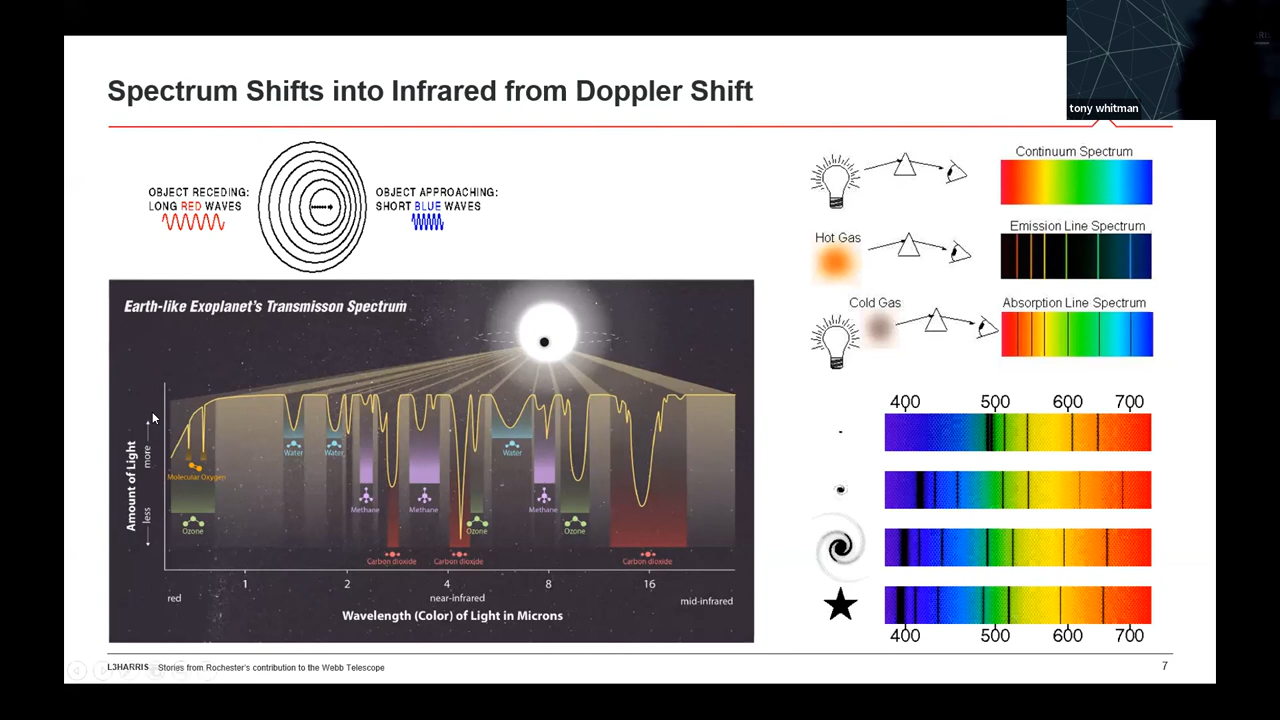 tony whitman
Spectrum Shifts into Infrared from Doppler Shift
OBJECT RECEDING:
LONG RED WAVES
OBJECT APPROACHING:
SHORT BLUE WAVES
Continuum Spectrum
Hot Gas
Emission Line Spectrum
Cold Gas
Absorption Line Spectrum
Earth-like Exoplanet's Transmisson Spectrum
Amount of Light
more
less
Molecular Oxygen
Ozone
Water
Water
Methane
Carbon dioxide
Methane
Carbon dioxide
Ozone
Water
Methane
Ozone
Carbon dioxide
1 2 4 8 16
red near-infrared mid-infrared
Wavelength (Color) of Light in Microns
400 500 600 700
400 500 600 700
L3HARRIS Stories from Rochester's contribution to the Webb Telescope
7